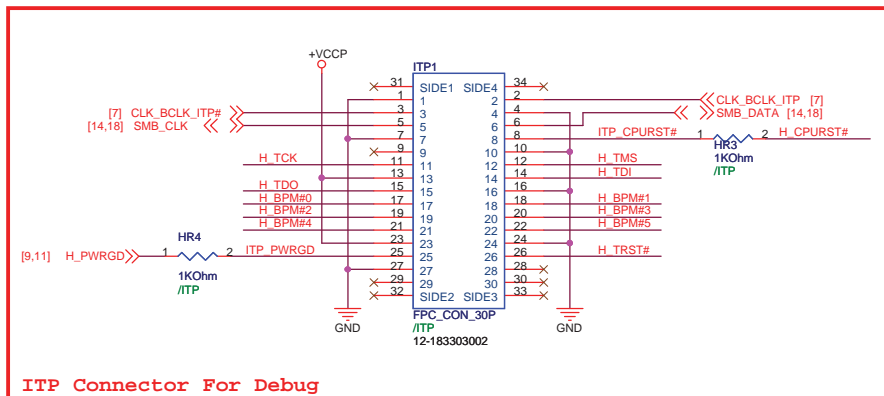 +VCCP
ITP1
31 SIDE1 SIDE4 34
1 1 2 2 CLK_BCLK_ITP [7]
[7] CLK_BCLK_ITP# 3 3 4 4
[14,18] SMB_CLK 5 5 6 6 SMB_DATA [14,18]
7 7 8 8 ITP_CPURST# 1 2 H_CPURST#
HR3
1KOhm
/ITP
9 9 10 10
H_TCK 11 11 12 12 H_TMS
13 13 14 14 H_TDI
H_TDO 15 15 16 16
H_BPM#0 17 17 18 18 H_BPM#1
H_BPM#2 19 19 20 20 H_BPM#3
H_BPM#4 21 21 22 22 H_BPM#5
23 23 24 24
HR4
[9,11] H_PWRGD 1 2 ITP_PWRGD 25 25 26 26 H_TRST#
1KOhm
/ITP
27 27 28 28
29 29 30 30
32 SIDE2 SIDE3 33
FPC_CON_30P
/ITP
12-183303002
GND
GND
ITP Connector For Debug